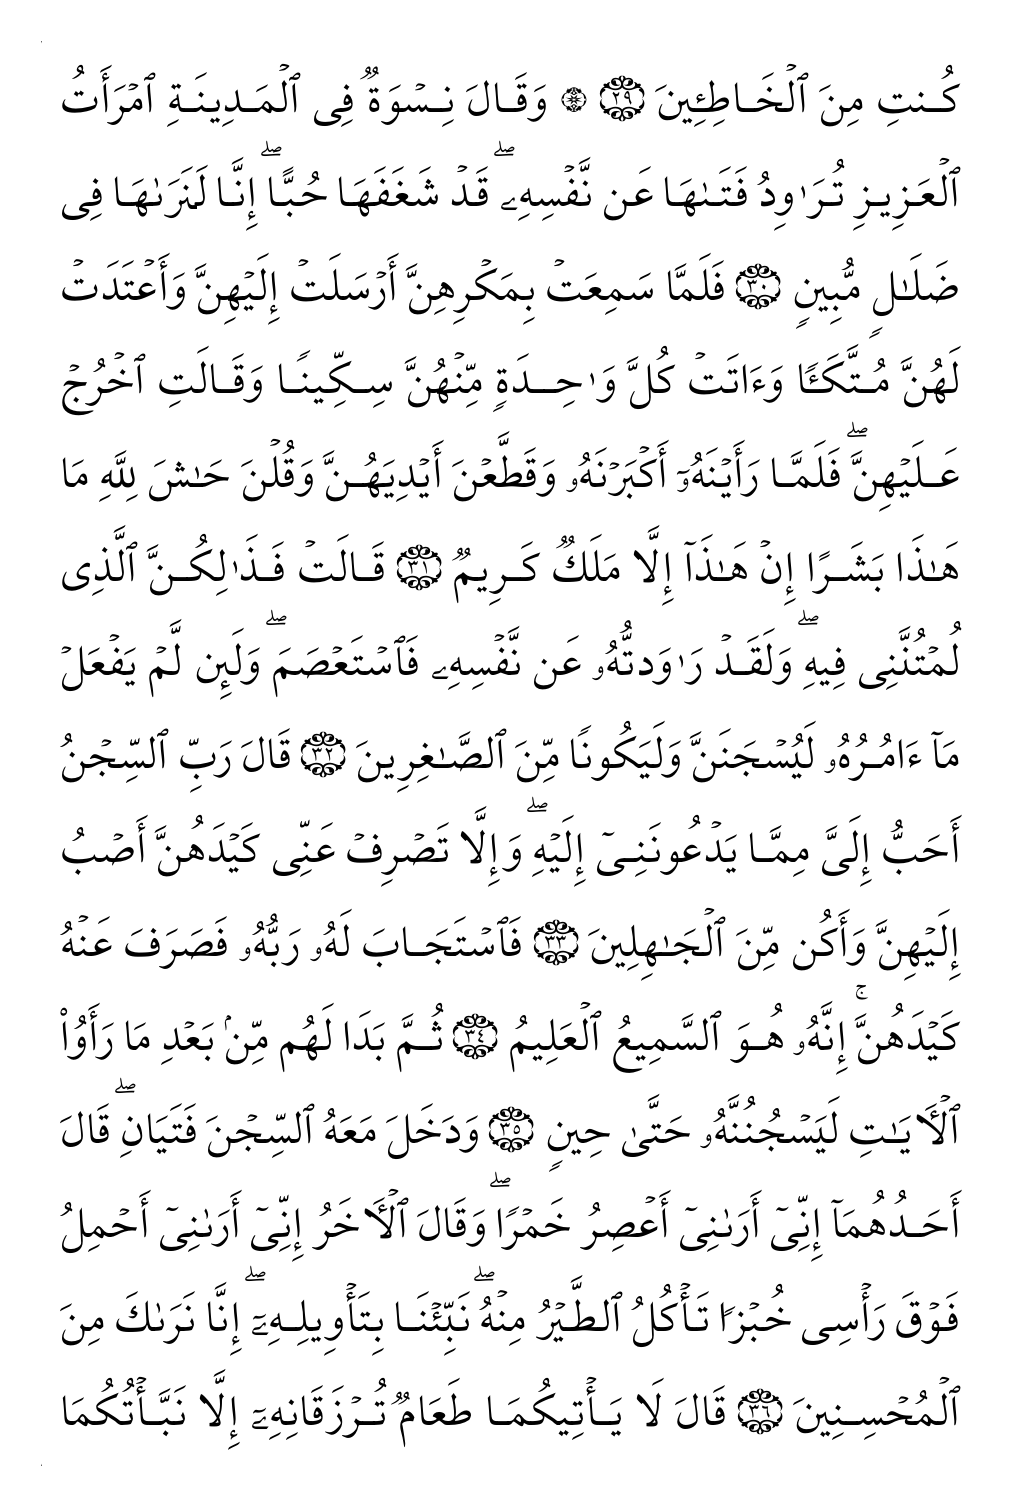 كُنتِ مِنَ ٱلْخَاطِـِٔينَ ٢٩ ۞ وَقَالَ نِسْوَةٌ فِى ٱلْمَدِينَةِ ٱمْرَأَتُ
ٱلْعَزِيزِ تُرَٰوِدُ فَتَىٰهَا عَن نَّفْسِهِۦ ۖ قَدْ شَغَفَهَا حُبًّا ۖ إِنَّا لَنَرَىٰهَا فِى
ضَلَـٰلٍ مُّبِينٍ ٣٠ فَلَمَّا سَمِعَتْ بِمَكْرِهِنَّ أَرْسَلَتْ إِلَيْهِنَّ وَأَعْتَدَتْ
لَهُنَّ مُتَّكَـًٔا وَءَاتَتْ كُلَّ وَٰحِدَةٍ مِّنْهُنَّ سِكِّينًا وَقَالَتِ ٱخْرُجْ
عَلَيْهِنَّ ۖ فَلَمَّا رَأَيْنَهُۥٓ أَكْبَرْنَهُۥ وَقَطَّعْنَ أَيْدِيَهُنَّ وَقُلْنَ حَـٰشَ لِلَّهِ مَا
هَـٰذَا بَشَرًا إِنْ هَـٰذَآ إِلَّا مَلَكٌ كَرِيمٌ ٣١ قَالَتْ فَذَٰلِكُنَّ ٱلَّذِى
لُمْتُنَّنِى فِيهِ ۖ وَلَقَدْ رَٰوَدتُّهُۥ عَن نَّفْسِهِۦ فَٱسْتَعْصَمَ ۖ وَلَئِن لَّمْ يَفْعَلْ
مَآ ءَامُرُهُۥ لَيُسْجَنَنَّ وَلَيَكُونًا مِّنَ ٱلصَّـٰغِرِينَ ٣٢ قَالَ رَبِّ ٱلسِّجْنُ
أَحَبُّ إِلَىَّ مِمَّا يَدْعُونَنِىٓ إِلَيْهِ ۖ وَإِلَّا تَصْرِفْ عَنِّى كَيْدَهُنَّ أَصْبُ
إِلَيْهِنَّ وَأَكُن مِّنَ ٱلْجَـٰهِلِينَ ٣٣ فَٱسْتَجَابَ لَهُۥ رَبُّهُۥ فَصَرَفَ عَنْهُ
كَيْدَهُنَّ ۚ إِنَّهُۥ هُوَ ٱلسَّمِيعُ ٱلْعَلِيمُ ٣٤ ثُمَّ بَدَا لَهُم مِّنۢ بَعْدِ مَا رَأَوُا۟
ٱلْـَٔايَـٰتِ لَيَسْجُنُنَّهُۥ حَتَّىٰ حِينٍ ٣٥ وَدَخَلَ مَعَهُ ٱلسِّجْنَ فَتَيَانِ ۖ قَالَ
أَحَدُهُمَآ إِنِّىٓ أَرَىٰنِىٓ أَعْصِرُ خَمْرًا ۖ وَقَالَ ٱلْـَٔاخَرُ إِنِّىٓ أَرَىٰنِىٓ أَحْمِلُ
فَوْقَ رَأْسِى خُبْزًا تَأْكُلُ ٱلطَّيْرُ مِنْهُ ۖ نَبِّئْنَا بِتَأْوِيلِهِۦٓ ۖ إِنَّا نَرَىٰكَ مِنَ
ٱلْمُحْسِنِينَ ٣٦ قَالَ لَا يَأْتِيكُمَا طَعَامٌ تُرْزَقَانِهِۦٓ إِلَّا نَبَّأْتُكُمَا